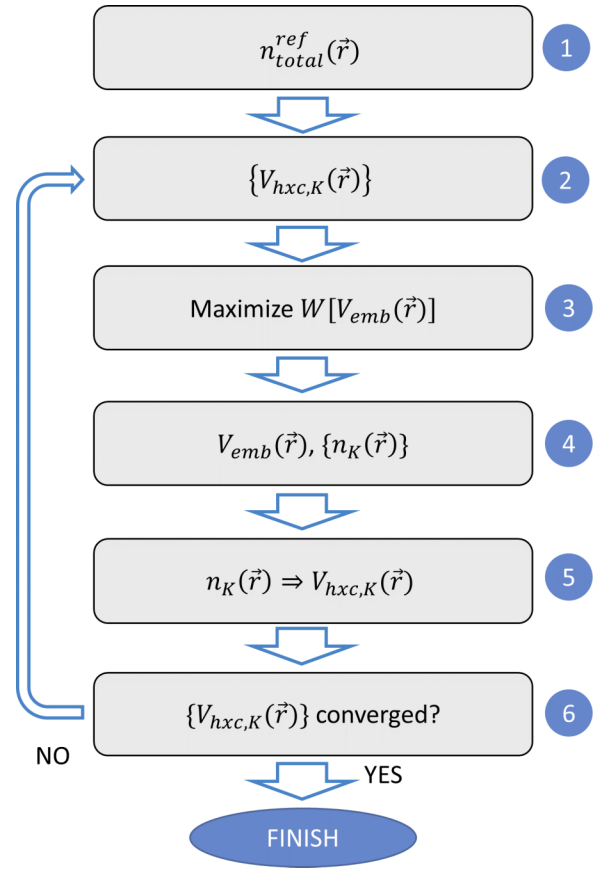 $n_{total}^{ref}(\vec{r})$ 1
$\{V_{hxc,K}(\vec{r})\}$ 2
Maximize $W[V_{emb}(\vec{r})]$ 3
$V_{emb}(\vec{r}), \{n_K(\vec{r})\}$ 4
$n_K(\vec{r}) \Rightarrow V_{hxc,K}(\vec{r})$ 5
$\{V_{hxc,K}(\vec{r})\}$ converged? 6
NO
YES
FINISH